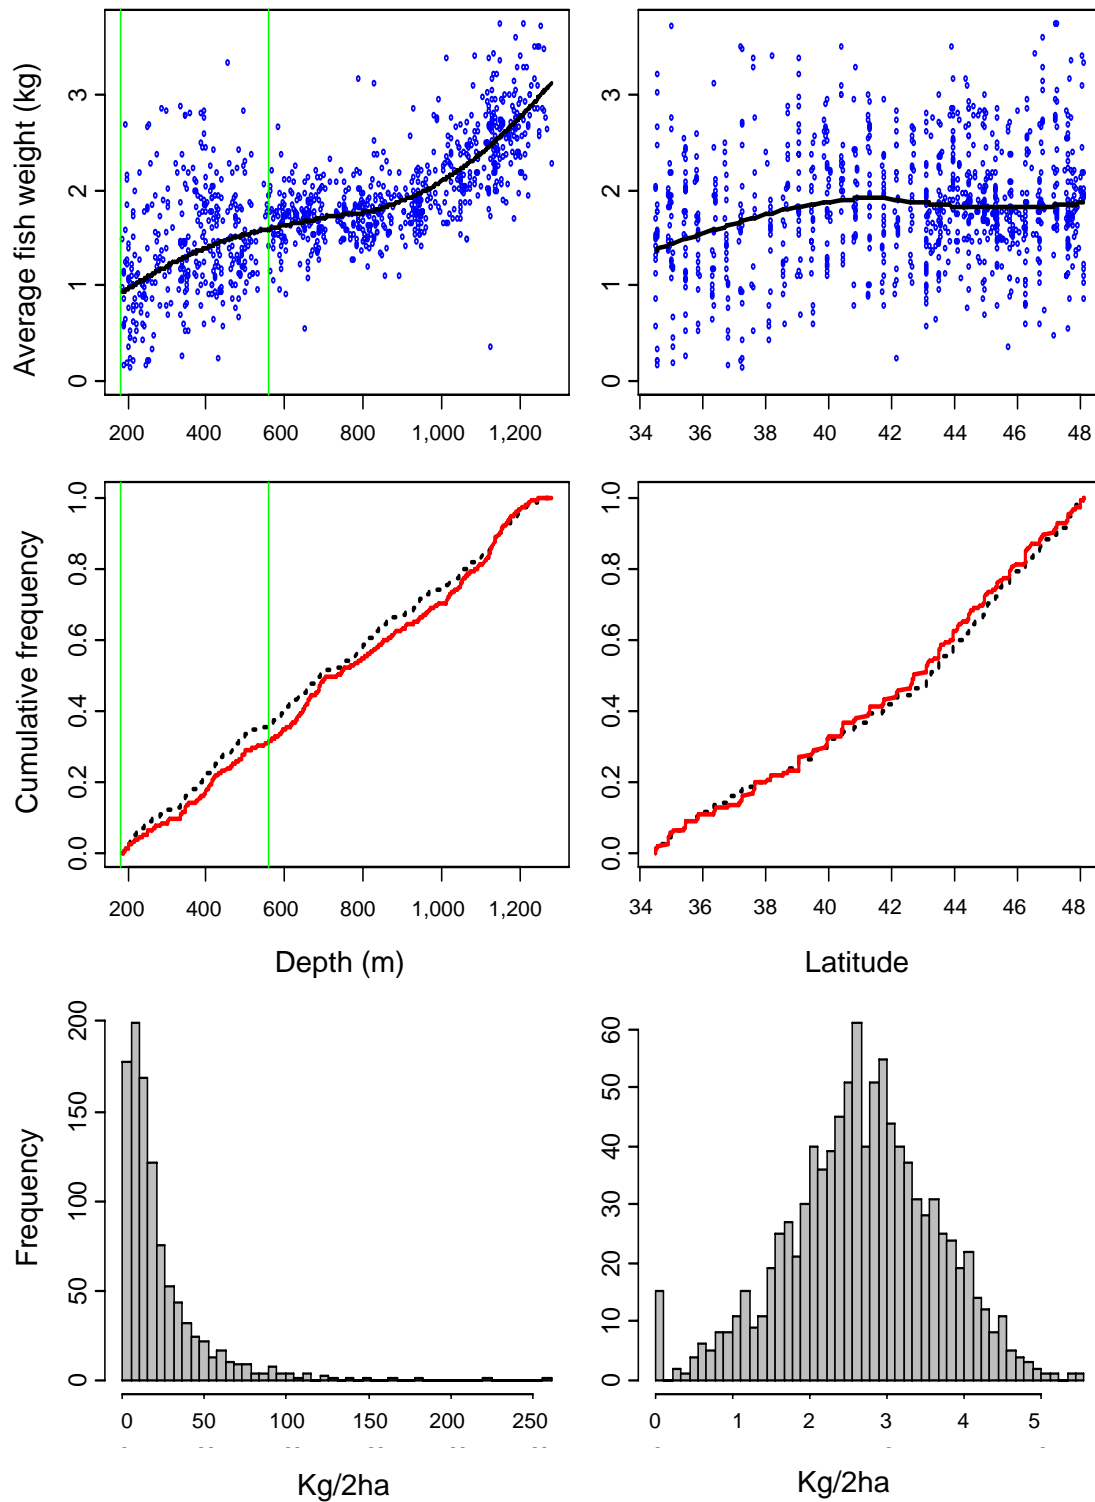 Average fish weight (kg)
0 1 2 3
200 400 600 800 1,000 1,200
0 1 2 3
34 36 38 40 42 44 46 48
Cumulative frequency
0.0 0.2 0.4 0.6 0.8 1.0
200 400 600 800 1,000 1,200
Depth (m)
0.0 0.2 0.4 0.6 0.8 1.0
34 36 38 40 42 44 46 48
Latitude
Frequency
0 50 100 150 200
0 50 100 150 200 250
Kg/2ha
0 10 20 30 40 50 60
0 1 2 3 4 5
Kg/2ha